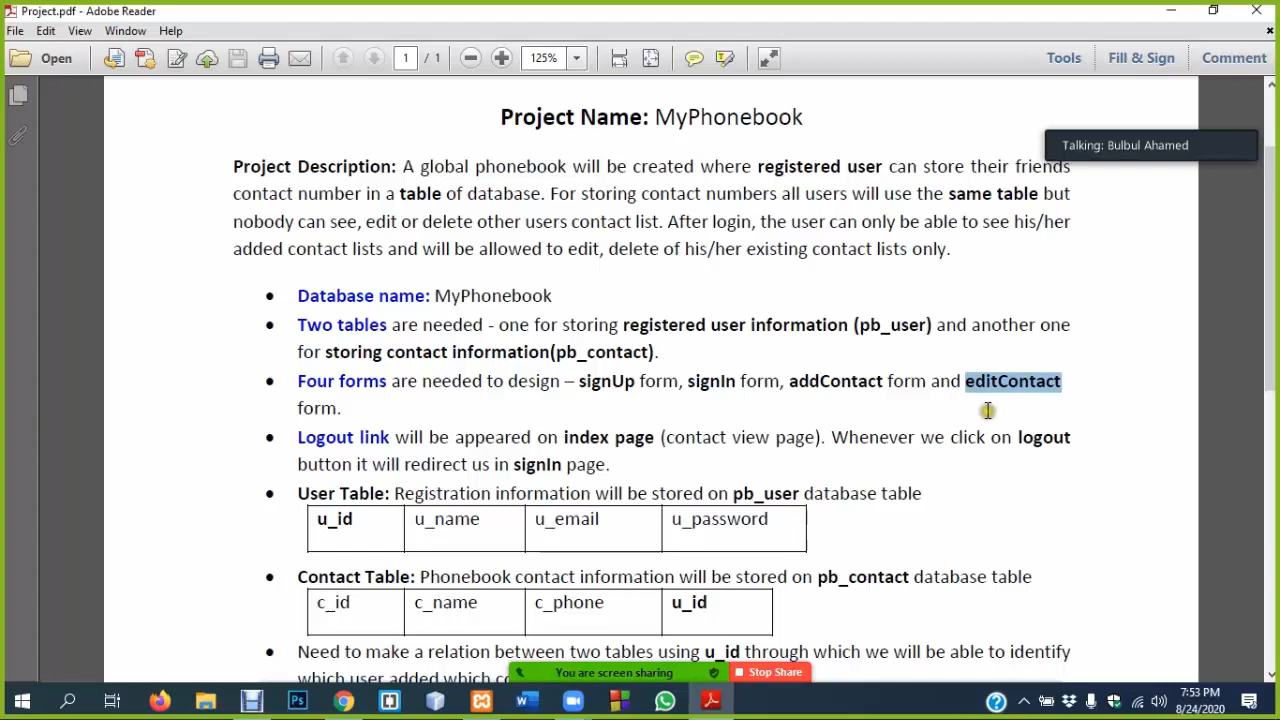 Project.pdf - Adobe Reader
File Edit View Window Help
Open 1 / 1 125% Tools Fill & Sign Comment
Project Name: MyPhonebook
Talking: Bulbul Ahamed
Project Description: A global phonebook will be created where registered user can store their friends
contact number in a table of database. For storing contact numbers all users will use the same table but
nobody can see, edit or delete other users contact list. After login, the user can only be able to see his/her
added contact lists and will be allowed to edit, delete of his/her existing contact lists only.
• Database name: MyPhonebook
• Two tables are needed - one for storing registered user information (pb_user) and another one
for storing contact information(pb_contact).
• Four forms are needed to design – signUp form, signIn form, addContact form and editContact
form.
• Logout link will be appeared on index page (contact view page). Whenever we click on logout
button it will redirect us in signIn page.
• User Table: Registration information will be stored on pb_user database table
u_id u_name u_email u_password
• Contact Table: Phonebook contact information will be stored on pb_contact database table
c_id c_name c_phone u_id
• Need to make a relation between two tables using u_id through which we will be able to identify
which user added which
You are screen sharing Stop Share
7:53 PM
8/24/2020